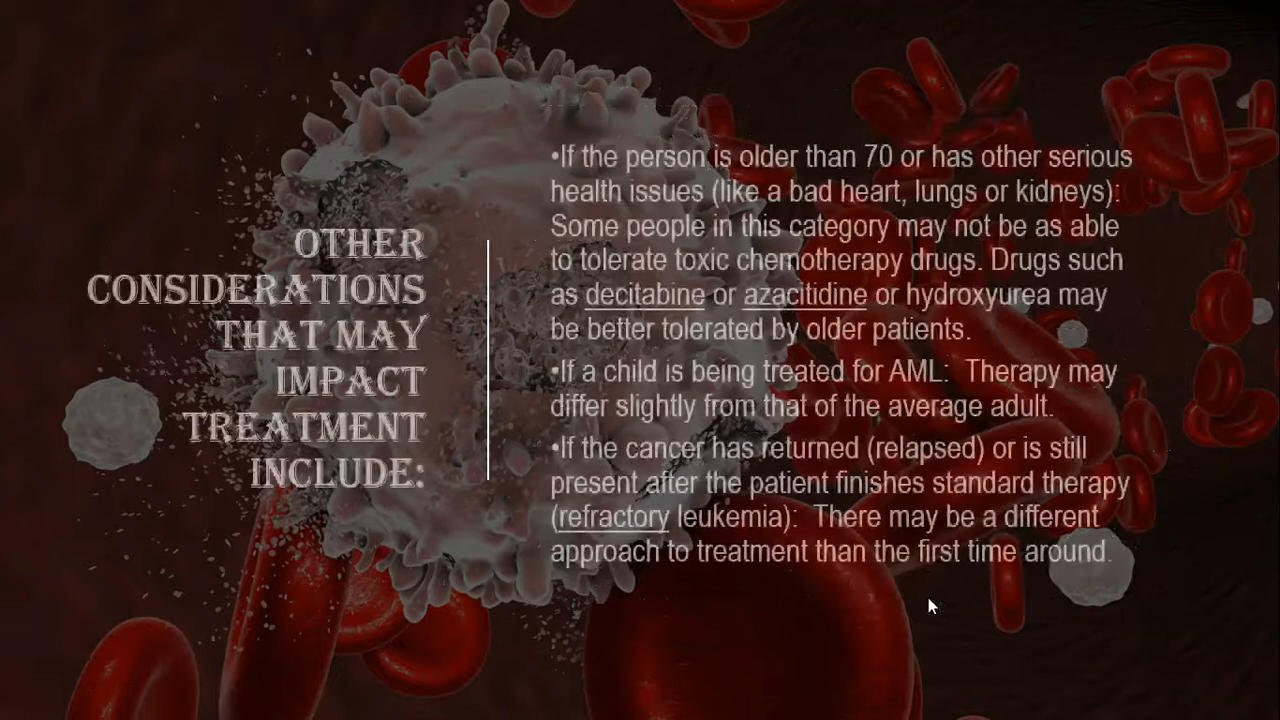 OTHER
CONSIDERATIONS
THAT MAY
IMPACT
TREATMENT
INCLUDE:
•If the person is older than 70 or has other serious
health issues (like a bad heart, lungs or kidneys):
Some people in this category may not be as able
to tolerate toxic chemotherapy drugs. Drugs such
as decitabine or azacitidine or hydroxyurea may
be better tolerated by older patients.
•If a child is being treated for AML:  Therapy may
differ slightly from that of the average adult.
•If the cancer has returned (relapsed) or is still
present after the patient finishes standard therapy
(refractory leukemia):  There may be a different
approach to treatment than the first time around.